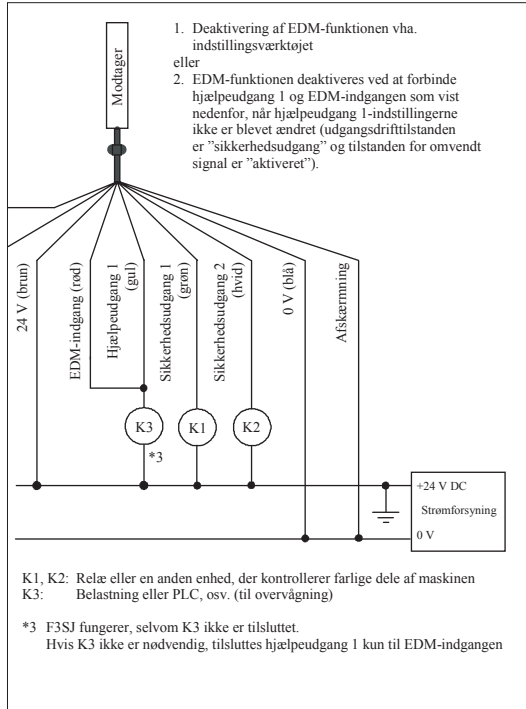 1. Deaktivering af EDM-funktionen vha.
indstillingsværktøjet
eller
2. EDM-funktionen deaktiveres ved at forbinde
hjælpeudgang 1 og EDM-indgangen som vist
nedenfor, når hjælpeudgang 1-indstillingerne
ikke er blevet ændret (udgangsdrifttilstanden
er ”sikkerhedsudgang” og tilstanden for omvendt
signal er ”aktiveret”).
Modtager
24 V (brun)
EDM-indgang (rød)
Hjælpeudgang 1
(gul)
Sikkerhedsudgang 1
(grøn)
Sikkerhedsudgang 2
(hvid)
0 V (blå)
Afskærmning
K3
K1
K2
*3
+24 V DC
Strømforsyning
0 V
K1, K2: Relæ eller en anden enhed, der kontrollerer farlige dele af maskinen
K3: Belastning eller PLC, osv. (til overvågning)
*3 F3SJ fungerer, selvom K3 ikke er tilsluttet.
Hvis K3 ikke er nødvendig, tilsluttes hjælpeudgang 1 kun til EDM-indgangen